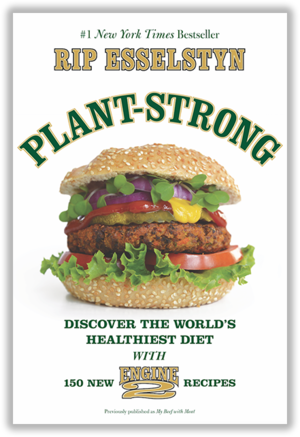 #1 New York Times Bestseller
RIP ESSELSTYN
PLANT-STRONG
DISCOVER THE WORLD'S
HEALTHIEST DIET
WITH
150 NEW ENGINE 2 RECIPES
Previously published as My Beef with Meat